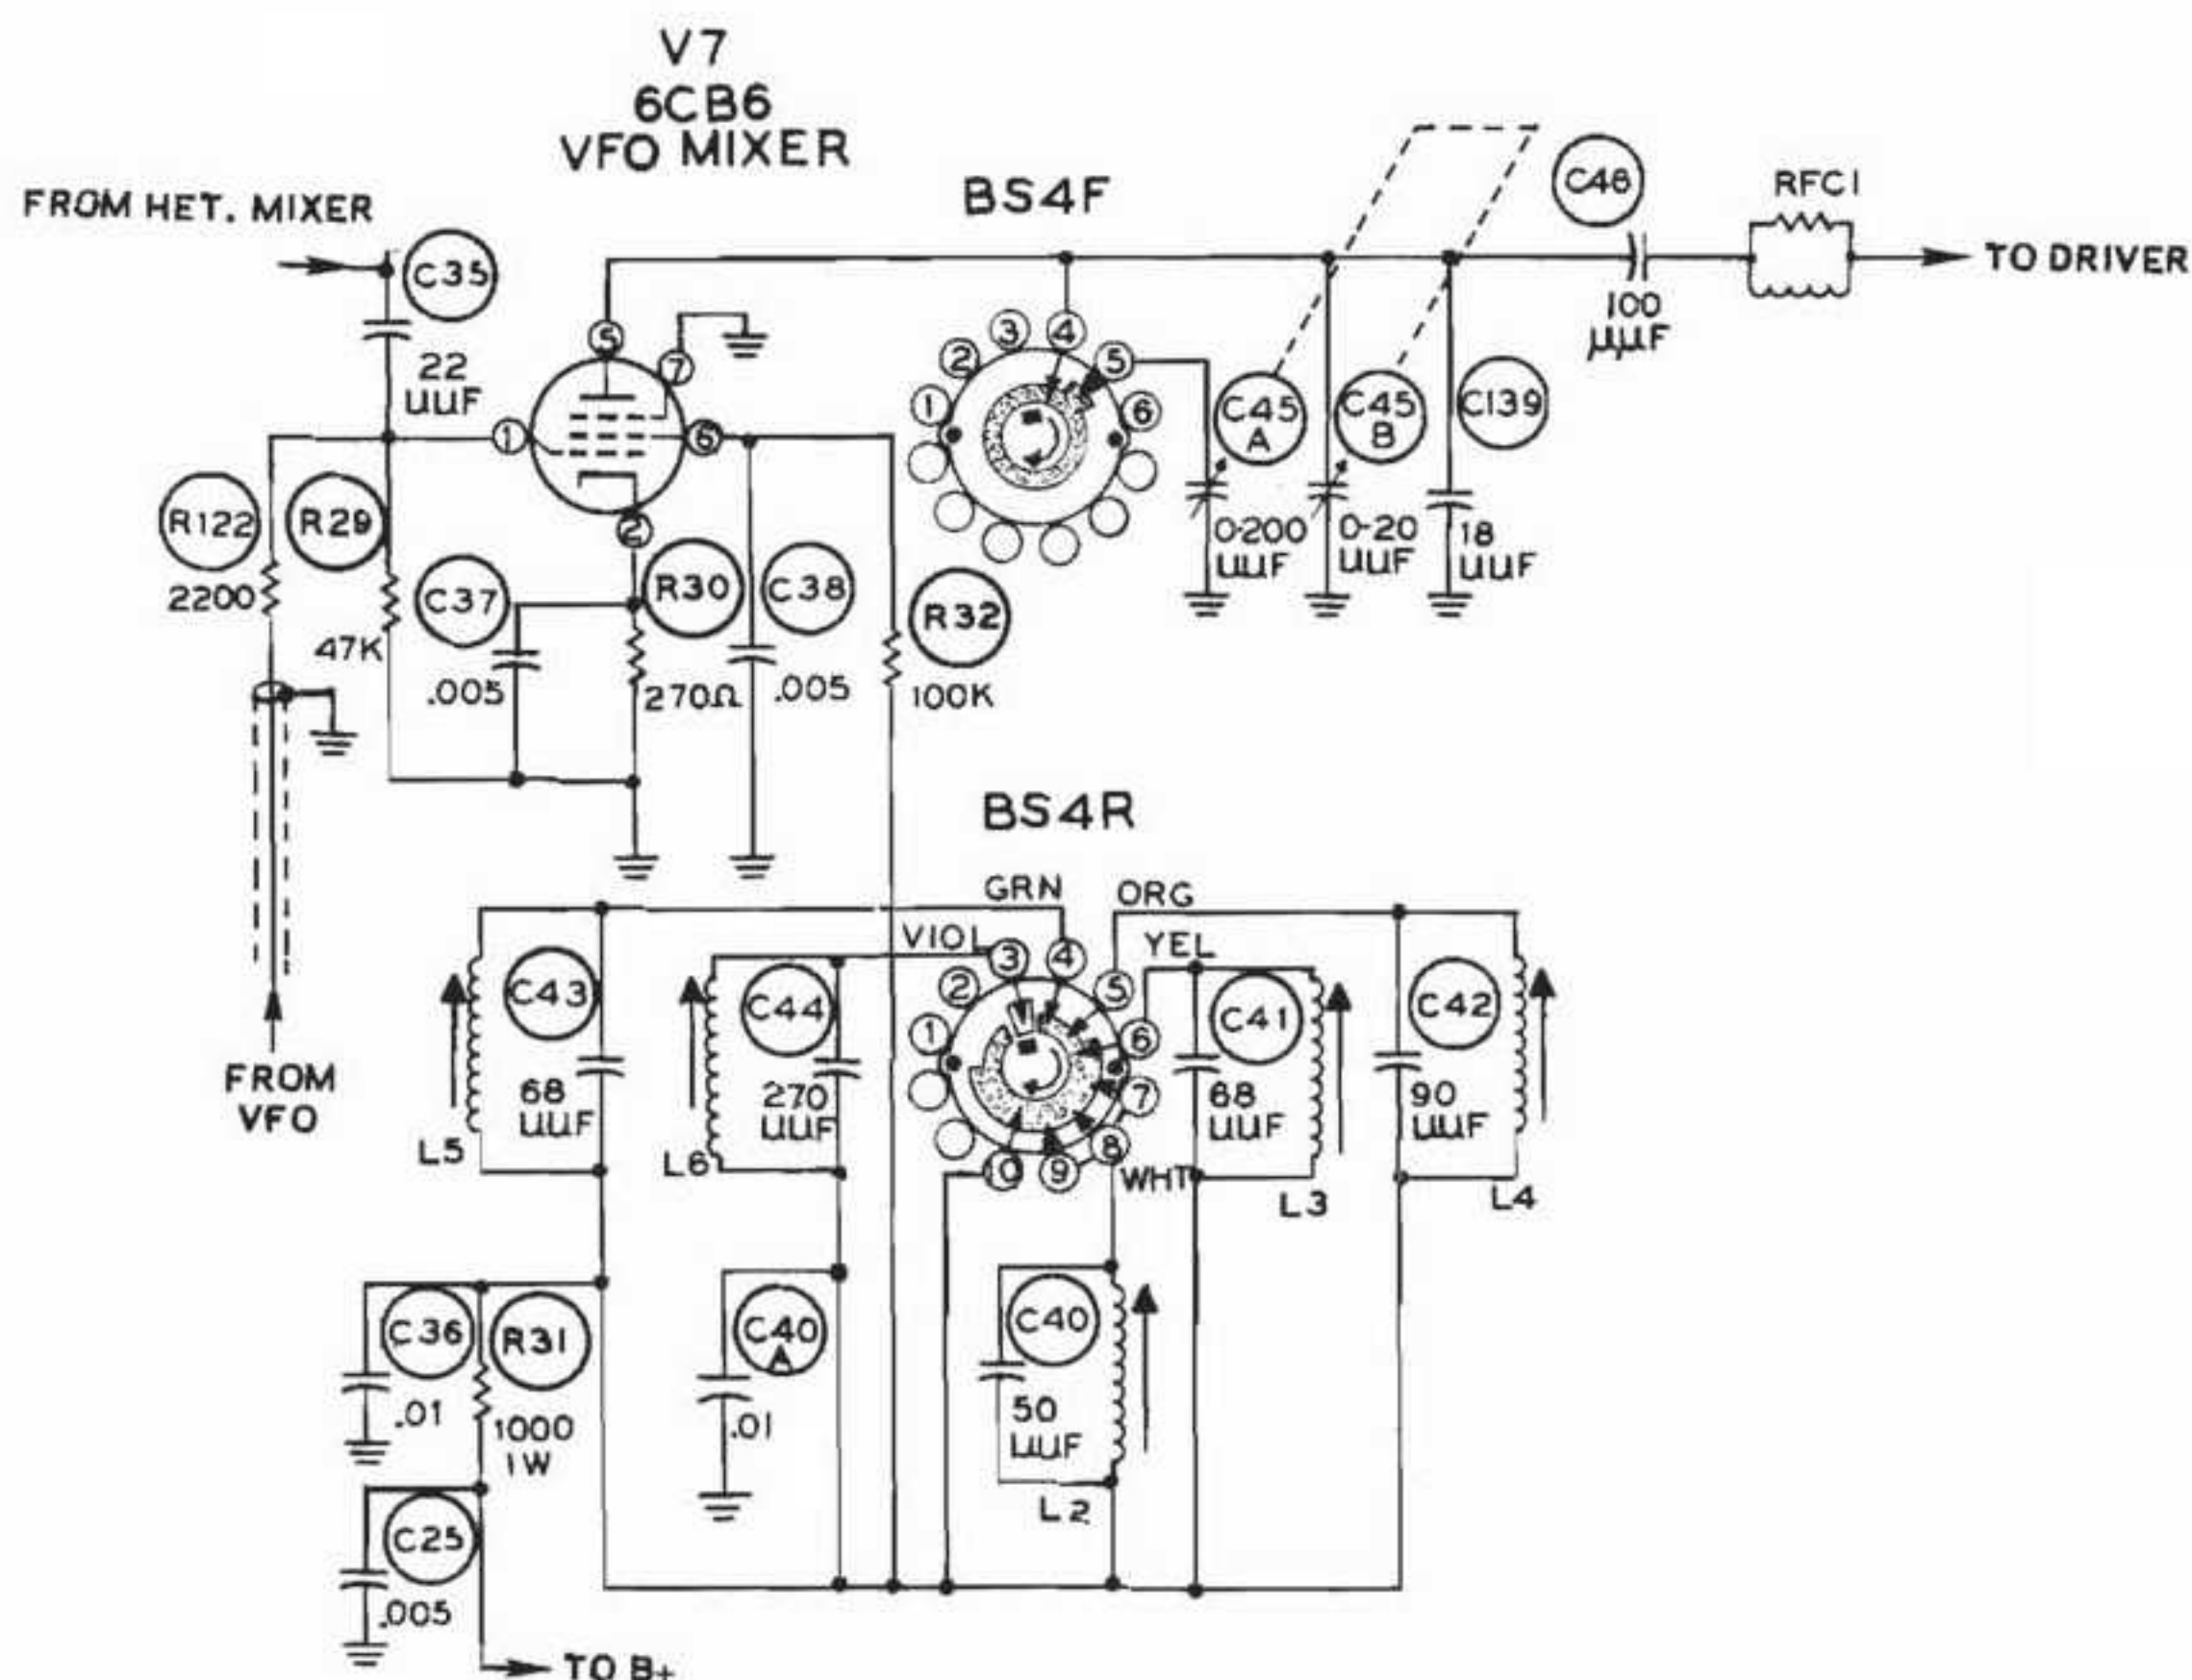 V7
6CB6
VFO MIXER
FROM HET. MIXER
BS4F
C46
RFC1
TO DRIVER
C35
22
UUF
100
µµF
5
7
1
6
2
1
2
3
4
5
6
C45
A
C45
B
C139
0-200
UUF
0-20
UUF
18
UUF
R122
2200
R29
47K
C37
.005
R30
270Ω
C38
.005
R32
100K
BS4R
GRN
ORG
VIOL
YEL
1
2
3
4
5
6
7
8
9
10
WHT
FROM
VFO
C43
68
UUF
L5
C44
270
UUF
L6
C41
68
UUF
L3
C42
90
UUF
L4
C36
.01
R31
1000
1W
C40
A
.01
C40
50
UUF
L2
C25
.005
TO B+